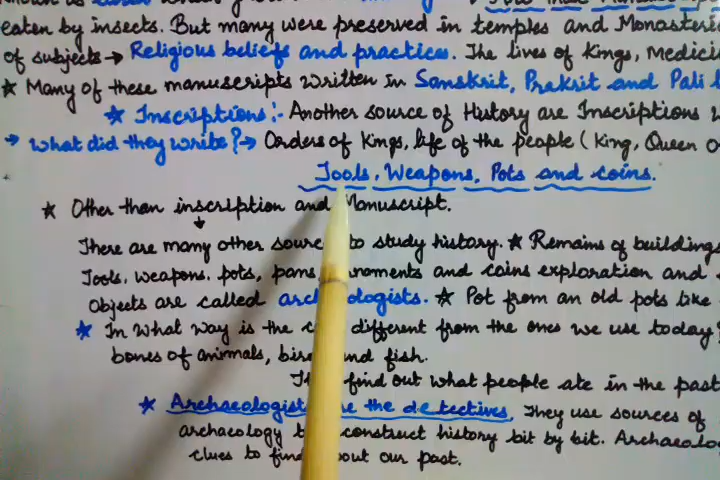 eaten by insects. But many were preserved in temples and
of subjects → Religious beliefs and practices. The lives of Kings,
★ Many of these manuscripts written in Sanskrit, Prakrit and Pali
★ Inscriptions:- Another source of History are Inscriptions
→ What did they write? → Orders of Kings, life of the people (King, Queen
Tools, Weapons, Pots and coins.
★ Other than inscription and Manuscript.
There are many other to study history. ★ Remains of buildings
Tools, weapons, pots, pans, and coins exploration and
Objects are called ★ Pot from an old pots like
★ In what way is the different from the ones we use today?
bones of animals, and fish.
find out what people ate in the past
★ the detectives. They use sources of
archaeology construct history bit by bit.
clues to about our past.